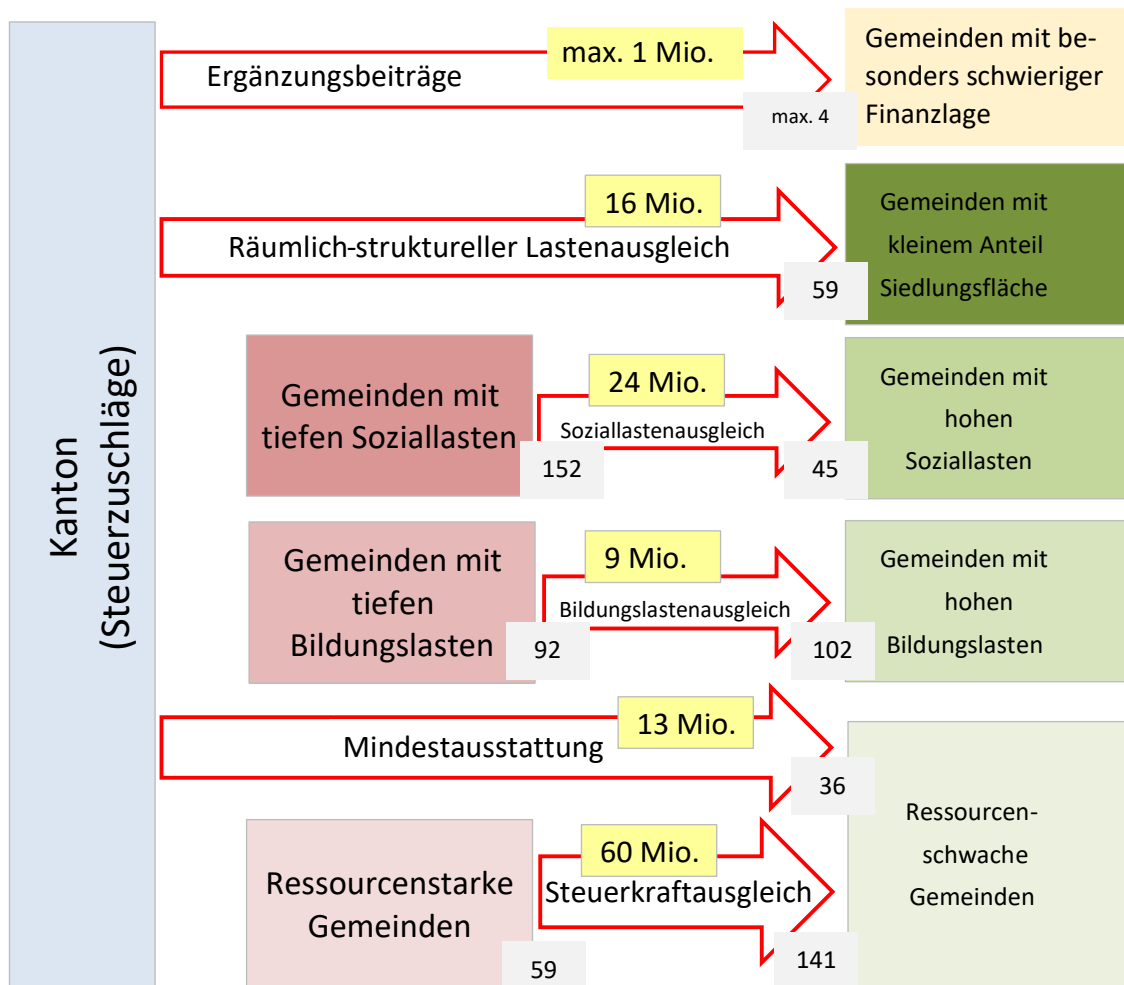 Kanton
(Steuerzuschläge)
max. 1 Mio.
Ergänzungsbeiträge
max. 4
Gemeinden mit be-
sonders schwieriger
Finanzlage
16 Mio.
Räumlich-struktureller Lastenausgleich
59
Gemeinden mit
kleinem Anteil
Siedlungsfläche
Gemeinden mit
tiefen Soziallasten
152
24 Mio.
Soziallastenausgleich
45
Gemeinden mit
hohen
Soziallasten
Gemeinden mit
tiefen
Bildungslasten
92
9 Mio.
Bildungslastenausgleich
102
Gemeinden mit
hohen
Bildungslasten
13 Mio.
Mindestausstattung
36
Ressourcenstarke
Gemeinden
59
60 Mio.
Steuerkraftausgleich
141
Ressourcen-
schwache
Gemeinden